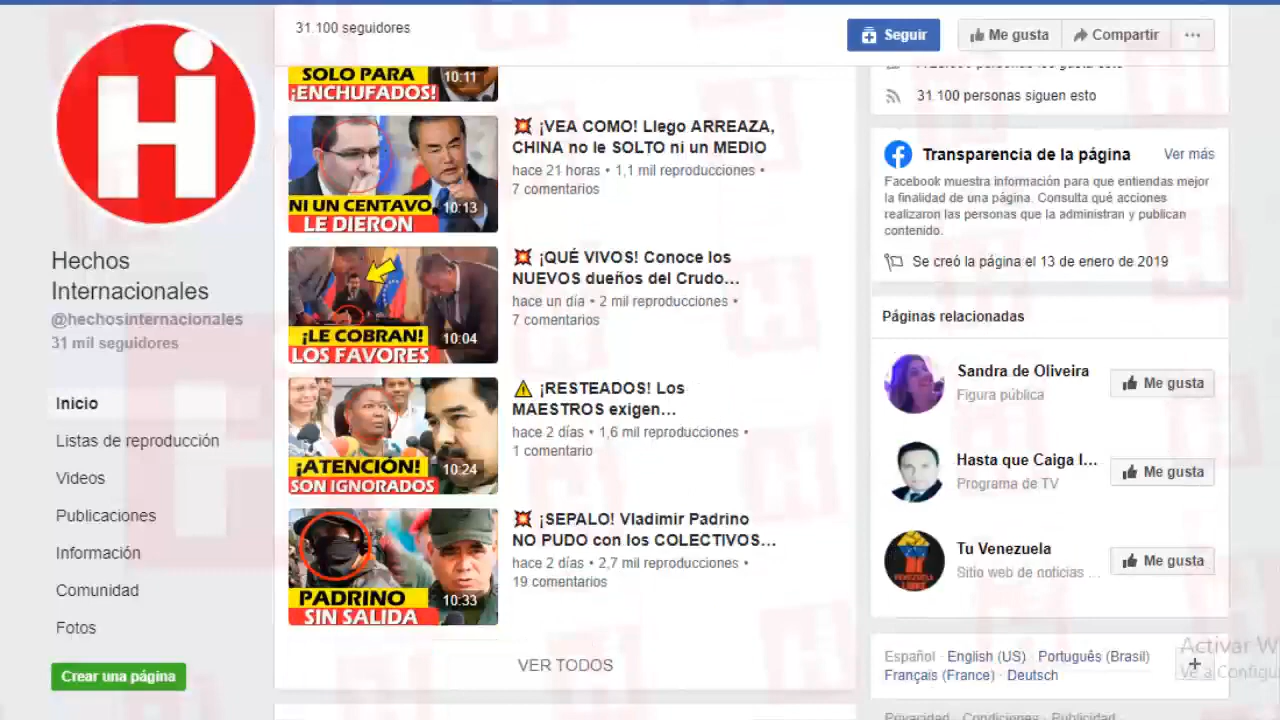 Hi
Hechos
Internacionales
@hechosinternacionales
31 mil seguidores
Inicio
Listas de reproducción
Videos
Publicaciones
Información
Comunidad
Fotos
Crear una página
31.100 seguidores
Seguir
Me gusta
Compartir
SOLO PARA
¡ENCHUFADOS!
10:11
NI UN CENTAVO
LE DIERON
10:13
¡VEA COMO! Llego ARREAZA,
CHINA no le SOLTO ni un MEDIO
hace 21 horas • 1,1 mil reproducciones •
7 comentarios
¡LE COBRAN!
LOS FAVORES
10:04
¡QUÉ VIVOS! Conoce los
NUEVOS dueños del Crudo...
hace un día • 2 mil reproducciones •
7 comentarios
¡ATENCIÓN!
SON IGNORADOS
10:24
¡RESTEADOS! Los
MAESTROS exigen...
hace 2 días • 1,6 mil reproducciones •
1 comentario
PADRINO
SIN SALIDA
10:33
¡SEPALO! Vladimir Padrino
NO PUDO con los COLECTIVOS...
hace 2 días • 2,7 mil reproducciones •
19 comentarios
VER TODOS
31.100 personas siguen esto
Transparencia de la página
Ver más
Facebook muestra información para que entiendas mejor
la finalidad de una página. Consulta qué acciones
realizaron las personas que la administran y publican
contenido.
Se creó la página el 13 de enero de 2019
Páginas relacionadas
Sandra de Oliveira
Figura pública
Me gusta
Hasta que Caiga l...
Programa de TV
Me gusta
Tu Venezuela
Sitio web de noticias ...
Me gusta
Español · English (US) · Português (Brasil)
Français (France) · Deutsch
Activar W
Ve a Configu
Privacidad · Condiciones · Publicidad